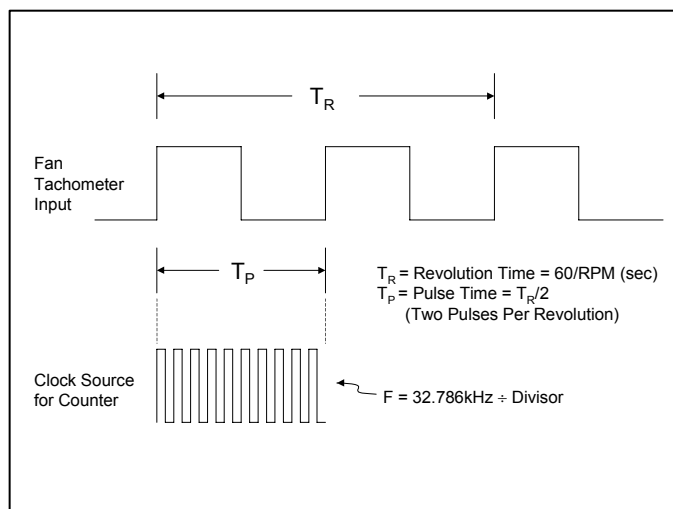 T_R
Fan
Tachometer
Input
T_P
T_R = Revolution Time = 60/RPM (sec)
T_P = Pulse Time = T_R/2
(Two Pulses Per Revolution)
Clock Source
for Counter
F = 32.786kHz ÷ Divisor